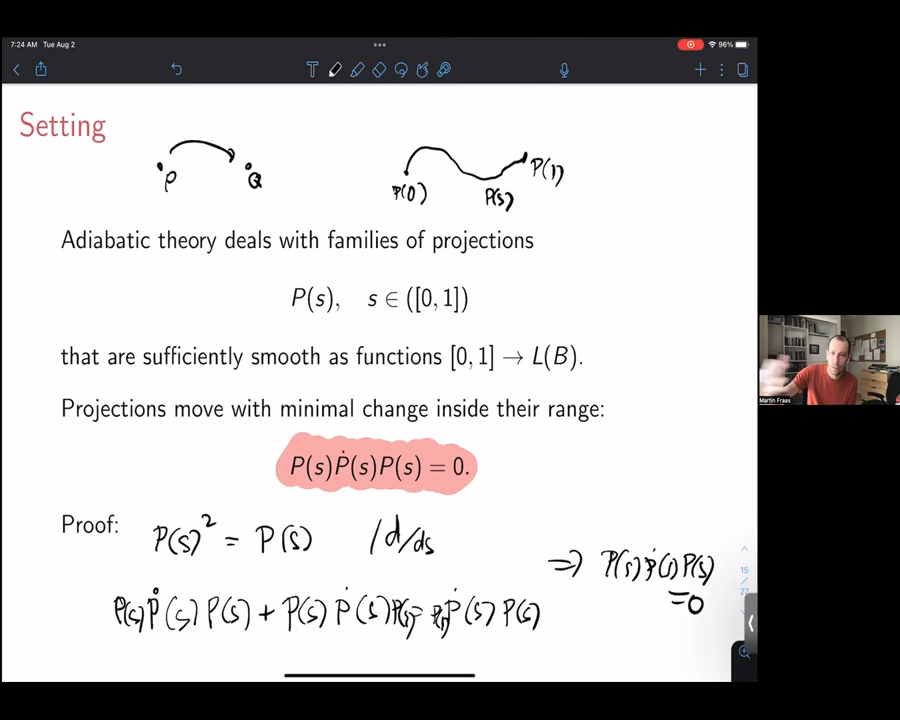 7:24 AM Tue Aug 2
96%
Setting
P Q P(0) P(s) P(1)
Adiabatic theory deals with families of projections
P(s), s ∈ ([0, 1])
that are sufficiently smooth as functions [0, 1] → L(B).
Martin Fraas
Projections move with minimal change inside their range:
P(s)Ṗ(s)P(s) = 0.
Proof: P(s)² = P(s) /d/ds
⇒ P(s)Ṗ(s)P(s)
= 0
P(s)Ṗ(s)P(s) + P(s)Ṗ(s)P(s) = P(s)Ṗ(s)P(s)
15
/
27